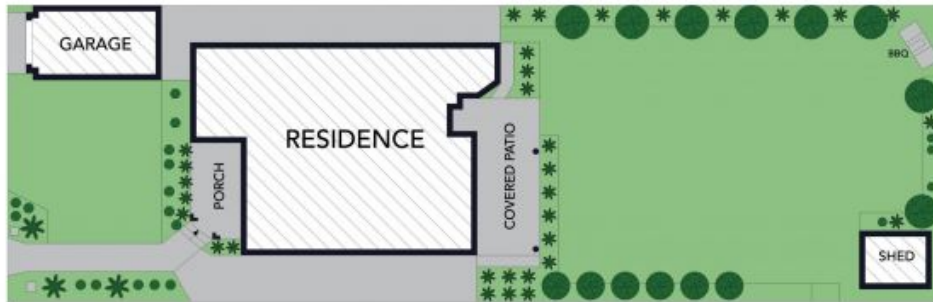 GARAGE
RESIDENCE
PORCH
COVERED PATIO
BBQ
SHED